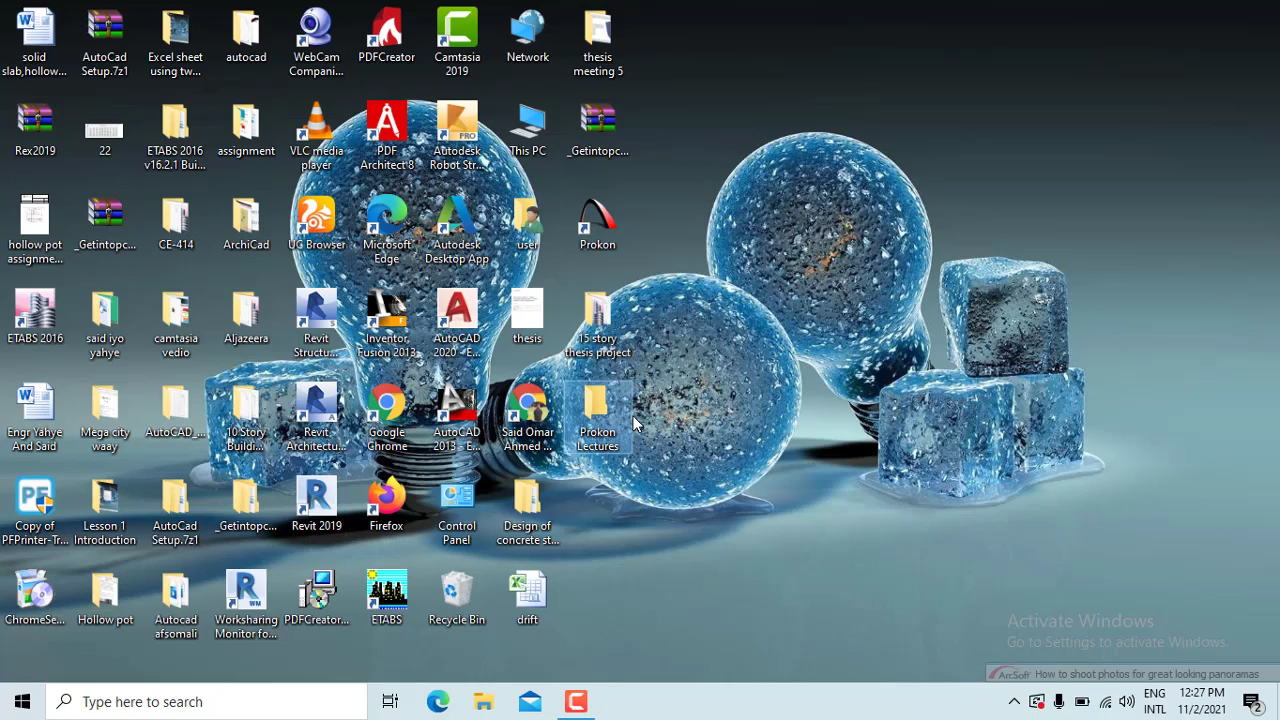 solid
slab,hollow...
AutoCad
Setup.7z1
Excel sheet
using tw...
autocad
WebCam
Compani...
PDFCreator
Camtasia
2019
Network
thesis
meeting 5
Rex2019
22
ETABS 2016
v16.2.1 Bui...
assignment
VLC media
player
PDF
Architect 8
PRO
Autodesk
Robot Str...
This PC
_Getintopc...
hollow pot
assignme...
_Getintopc...
CE-414
ArchiCad
UC Browser
Microsoft
Edge
Autodesk
Desktop App
user
Prokon
ETABS 2016
said iyo
yahye
camtasia
vedio
Aljazeera
Revit
Structu...
Inventor
Fusion 2013
AutoCAD
2020 - E...
thesis
15 story
thesis project
Engr Yahye
And Said
Mega city
waay
AutoCAD_...
10 Story
Buildi...
Revit
Architectu...
Google
Chrome
AutoCAD
2013 - E...
Said Omar
Ahmed ...
Prokon
Lectures
Copy of
PFPrinter-Tr...
Lesson 1
Introduction
AutoCad
Setup.7z1
_Getintopc...
Revit 2019
Firefox
Control
Panel
Design of
concrete st...
ChromeSe...
Hollow pot
Autocad
afsomali
WM
Worksharing
Monitor fo...
PDFCreator...
ETABS
Recycle Bin
drift
Activate Windows
Go to Settings to activate Windows.
ArcSoft How to shoot photos for great looking panoramas
Type here to search
ENG
INTL
12:27 PM
11/2/2021
2